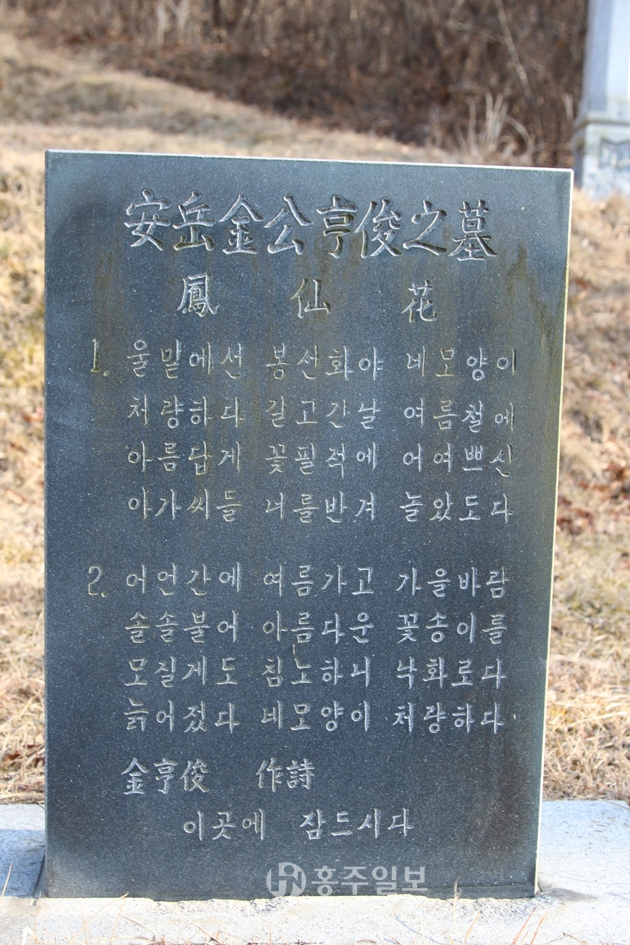 安岳金公亨俊之墓
鳳仙花
1. 울밑에선 봉선화야 네모양이
처량하다 길고간날 여름철에
아름답게 꽃필적에 어여쁘신
아가씨들 너를반겨 놀았도다
2. 어언간에 여름가고 가을바람
솔솔불어 아름다운 꽃송이를
모질게도 침노하니 낙화로다
늙어졌다 네모양이 처량하다.
金亨俊 作詩
이곳에 잠드시다
홍주일보